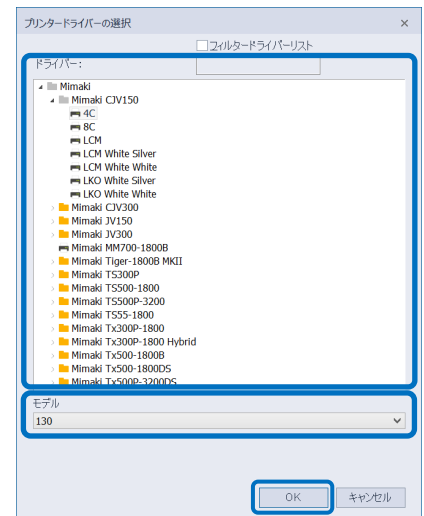 プリンタードライバーの選択
フィルタードライバーリスト
ドライバー:
Mimaki
Mimaki CJV150
4C
8C
LCM
LCM White Silver
LCM White White
LKO White Silver
LKO White White
Mimaki CJV300
Mimaki JV150
Mimaki JV300
Mimaki MM700-1800B
Mimaki Tiger-1800B MKII
Mimaki TS300P
Mimaki TS500-1800
Mimaki TS500P-3200
Mimaki TS55-1800
Mimaki Tx300P-1800
Mimaki Tx300P-1800 Hybrid
Mimaki Tx500-1800B
Mimaki Tx500-1800DS
Mimaki Tx500P-3200DS
モデル
130
OK
キャンセル